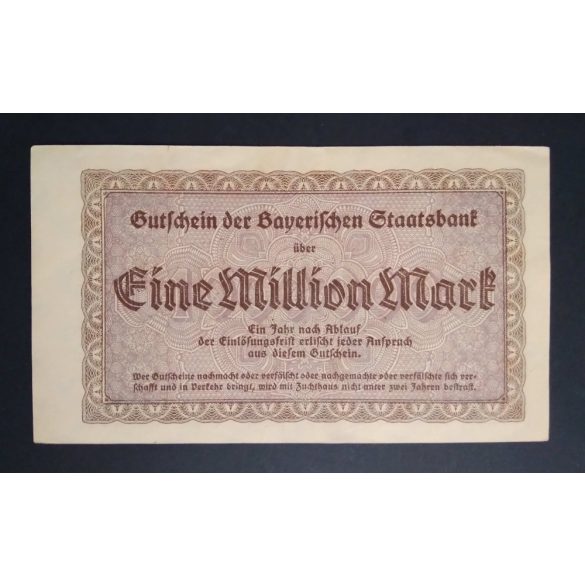 Gutschein der Bayerischen Staatsbank
über
Eine Million Mark
Ein Jahr nach Ablauf
der Einlösungsfrist erlischt jeder Anspruch
aus diesem Gutschein.
Wer Gutscheine nachmacht oder verfälscht oder nachgemachte oder verfälschte sich ver-
schafft und in Verkehr bringt, wird mit Zuchthaus nicht unter zwei Jahren bestraft.